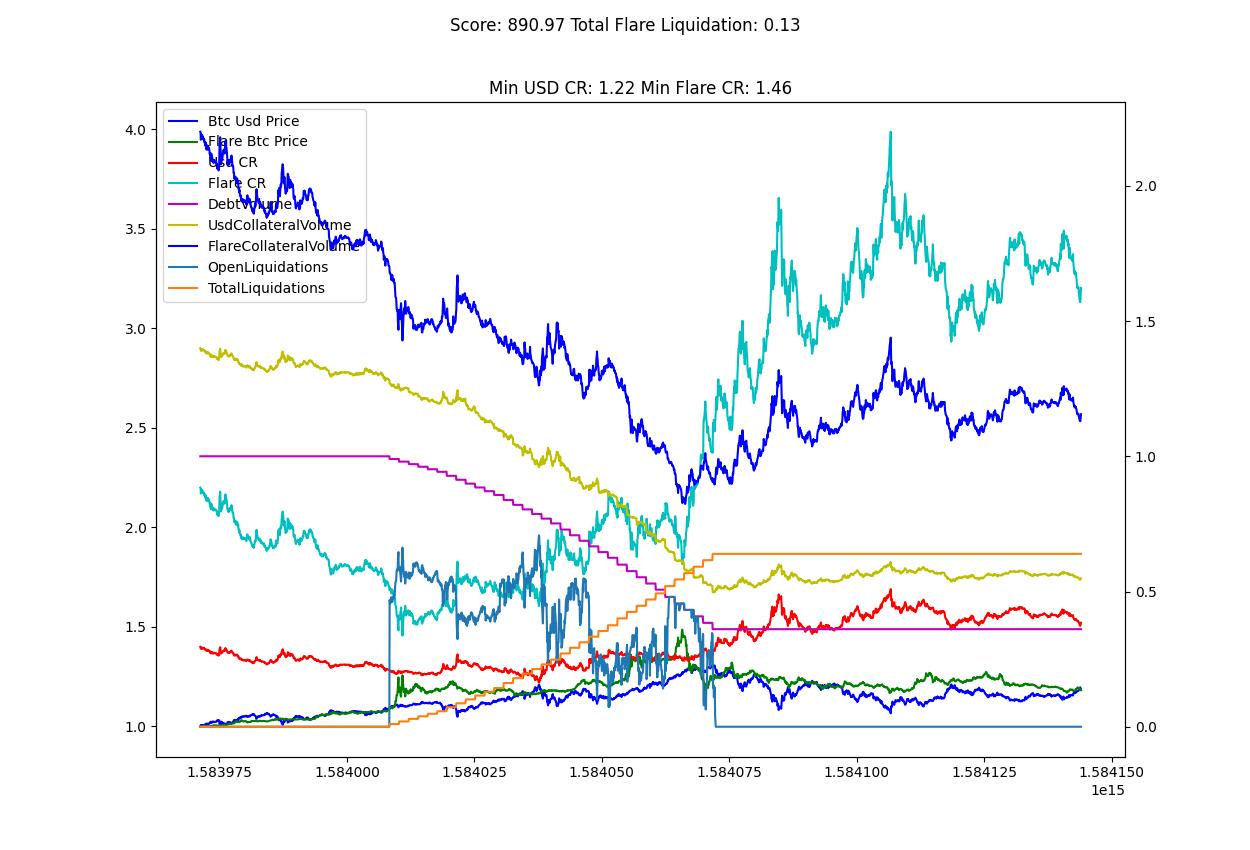 Score: 890.97 Total Flare Liquidation: 0.13
Min USD CR: 1.22 Min Flare CR: 1.46
Btc Usd Price
Flare Btc Price
Usd CR
Flare CR
DebtVolume
UsdCollateralVolume
FlareCollateralVolume
OpenLiquidations
TotalLiquidations
4.0
3.5
3.0
2.5
2.0
1.5
1.0
2.0
1.5
1.0
0.5
0.0
1.583975
1.584000
1.584025
1.584050
1.584075
1.584100
1.584125
1.584150
1e15